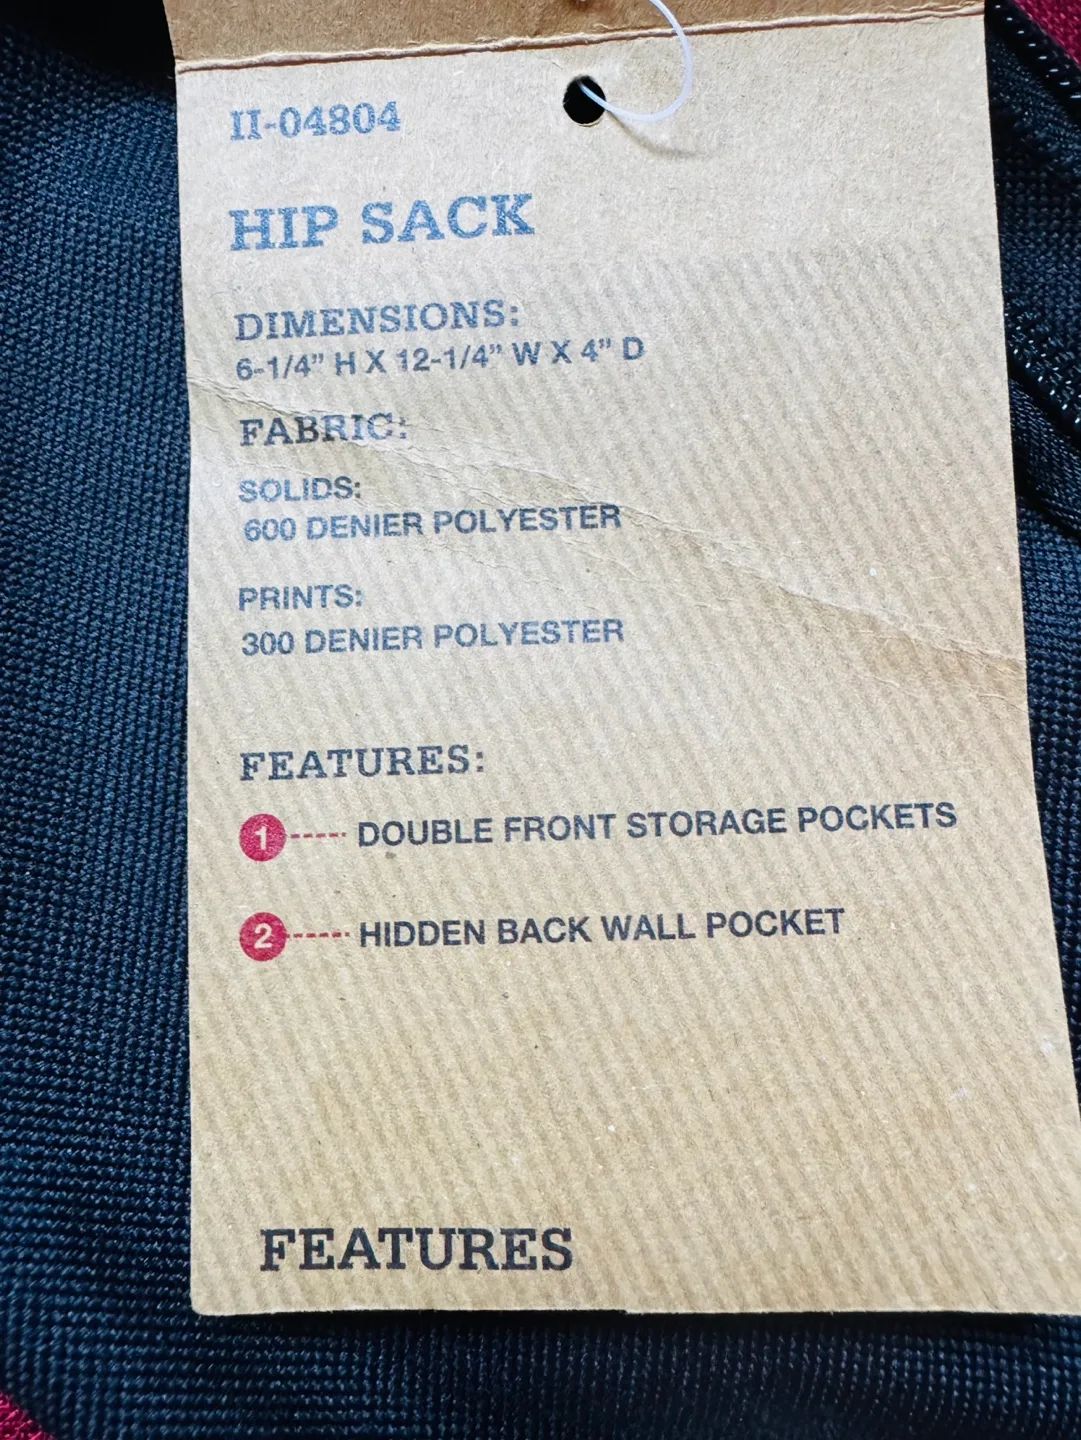 II-04804
HIP SACK
DIMENSIONS:
6-1/4” H X 12-1/4” W X 4” D
FABRIC:
SOLIDS:
600 DENIER POLYESTER
PRINTS:
300 DENIER POLYESTER
FEATURES:
1 DOUBLE FRONT STORAGE POCKETS
2 HIDDEN BACK WALL POCKET
FEATURES